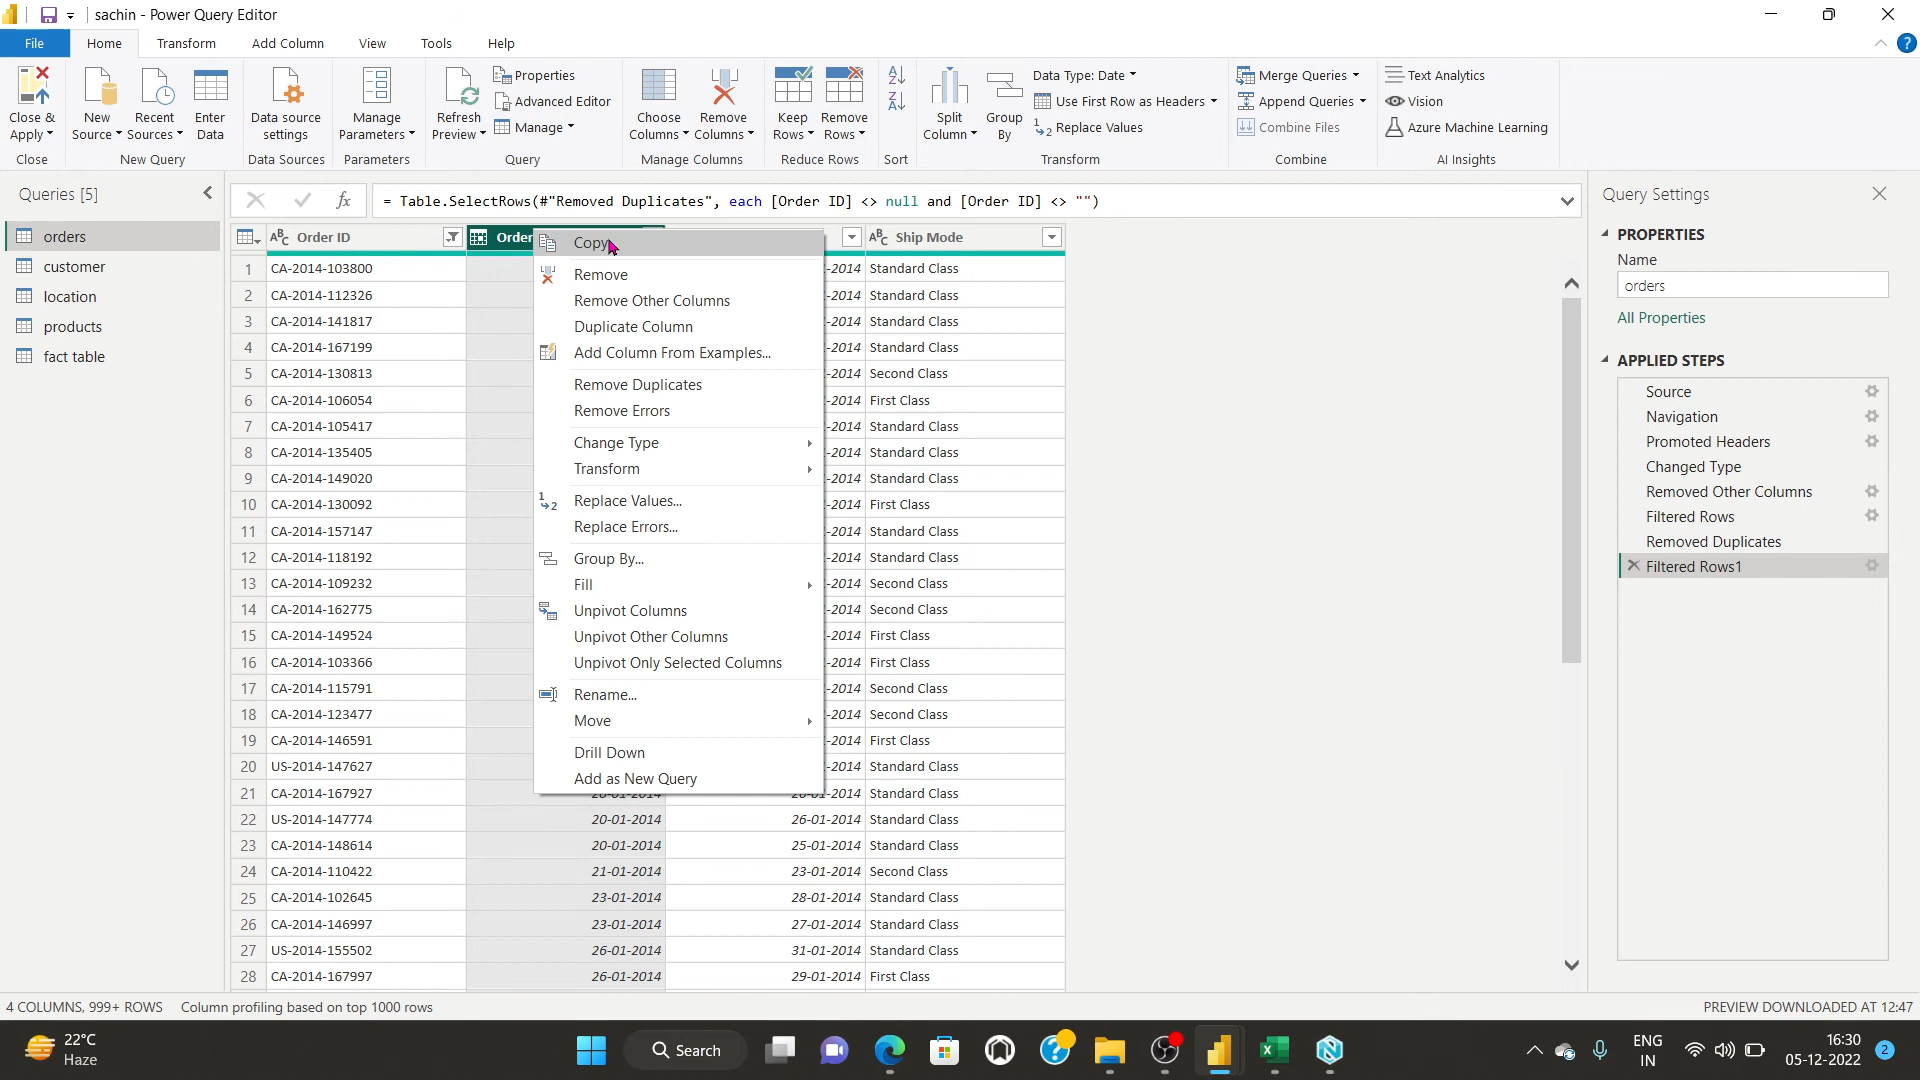 sachin - Power Query Editor
File Home Transform Add Column View Tools Help
Close & Apply
Close
New Source
Recent Sources
Enter Data
New Query
Data source settings
Data Sources
Manage Parameters
Parameters
Refresh Preview
Properties
Advanced Editor
Manage
Query
Choose Columns
Remove Columns
Manage Columns
Keep Rows
Remove Rows
Reduce Rows
Sort
Split Column
Group By
Data Type: Date
Use First Row as Headers
Replace Values
Transform
Merge Queries
Append Queries
Combine Files
Combine
Text Analytics
Vision
Azure Machine Learning
AI Insights
Queries [5]
orders
customer
location
products
fact table
= Table.SelectRows(#"Removed Duplicates", each [Order ID] <> null and [Order ID] <> "")
Order ID Order Ship Mode
1 CA-2014-103800 -2014 Standard Class
2 CA-2014-112326 -2014 Standard Class
3 CA-2014-141817 -2014 Standard Class
4 CA-2014-167199 -2014 Standard Class
5 CA-2014-130813 -2014 Second Class
6 CA-2014-106054 -2014 First Class
7 CA-2014-105417 -2014 Standard Class
8 CA-2014-135405 -2014 Standard Class
9 CA-2014-149020 -2014 Standard Class
10 CA-2014-130092 -2014 First Class
11 CA-2014-157147 -2014 Standard Class
12 CA-2014-118192 -2014 Standard Class
13 CA-2014-109232 -2014 Second Class
14 CA-2014-162775 -2014 Second Class
15 CA-2014-149524 -2014 First Class
16 CA-2014-103366 -2014 First Class
17 CA-2014-115791 -2014 Second Class
18 CA-2014-123477 -2014 Second Class
19 CA-2014-146591 -2014 First Class
20 US-2014-147627 -2014 Standard Class
21 CA-2014-167927 20-01-2014 26-01-2014 Standard Class
22 US-2014-147774 20-01-2014 26-01-2014 Standard Class
23 CA-2014-148614 20-01-2014 25-01-2014 Standard Class
24 CA-2014-110422 21-01-2014 23-01-2014 Second Class
25 CA-2014-102645 23-01-2014 28-01-2014 Standard Class
26 CA-2014-146997 23-01-2014 27-01-2014 Standard Class
27 US-2014-155502 26-01-2014 31-01-2014 Standard Class
28 CA-2014-167997 26-01-2014 29-01-2014 First Class
Copy
Remove
Remove Other Columns
Duplicate Column
Add Column From Examples...
Remove Duplicates
Remove Errors
Change Type
Transform
Replace Values...
Replace Errors...
Group By...
Fill
Unpivot Columns
Unpivot Other Columns
Unpivot Only Selected Columns
Rename...
Move
Drill Down
Add as New Query
Query Settings
PROPERTIES
Name
orders
All Properties
APPLIED STEPS
Source
Navigation
Promoted Headers
Changed Type
Removed Other Columns
Filtered Rows
Removed Duplicates
Filtered Rows1
4 COLUMNS, 999+ ROWS Column profiling based on top 1000 rows PREVIEW DOWNLOADED AT 12:47
22°C
Haze
Search
ENG
IN
16:30
05-12-2022
2